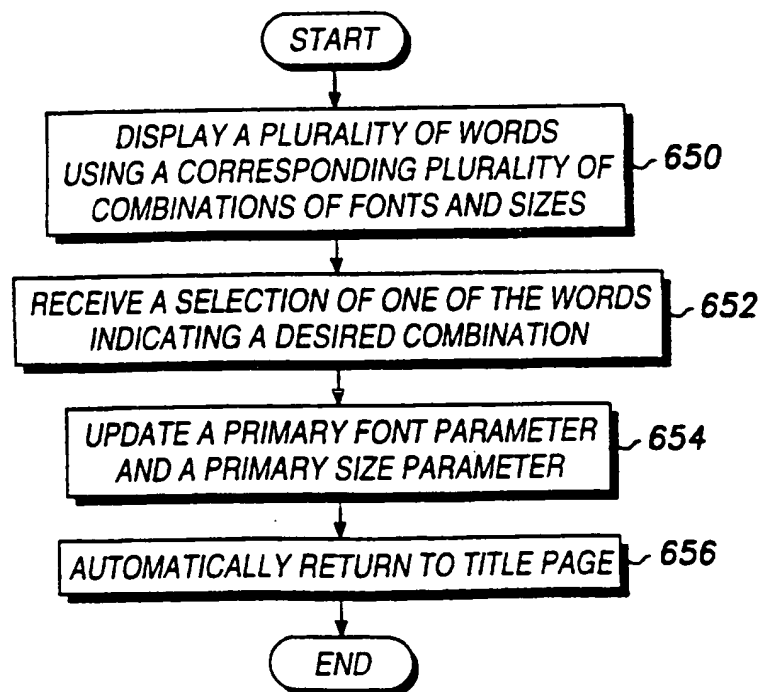 START
DISPLAY A PLURALITY OF WORDS
USING A CORRESPONDING PLURALITY OF
COMBINATIONS OF FONTS AND SIZES
650
RECEIVE A SELECTION OF ONE OF THE WORDS
INDICATING A DESIRED COMBINATION
652
UPDATE A PRIMARY FONT PARAMETER
AND A PRIMARY SIZE PARAMETER
654
AUTOMATICALLY RETURN TO TITLE PAGE
656
END